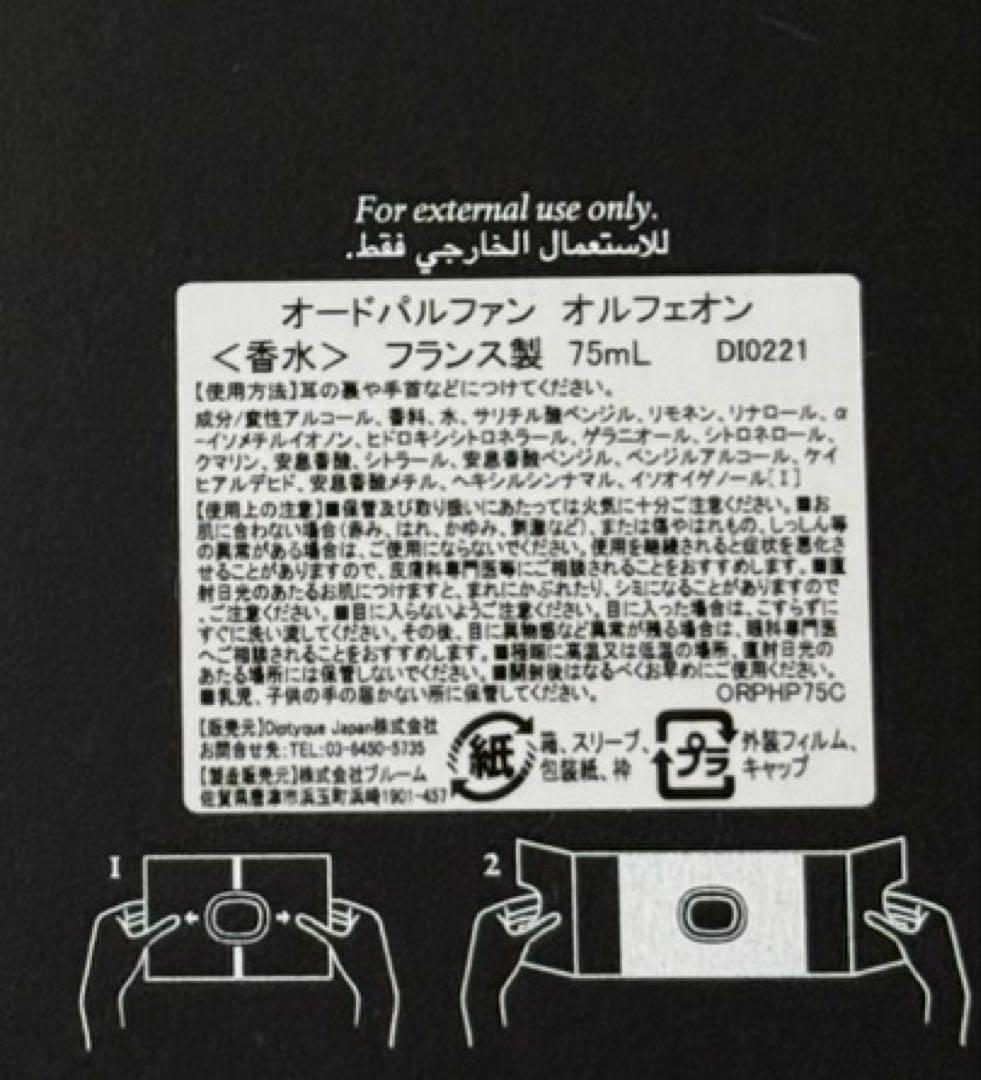 For external use only.
للاستعمال الخارجي فقط.
オードパルファン オルフェオン
＜香水＞ フランス製 75mL DI0221
【使用方法】耳の裏や手首などにつけてください。
成分/変性アルコール、香料、水、サリチル酸ベンジル、リモネン、リナロール、α
-イソメチルイオノン、ヒドロキシシトロネラール、ゲラニオール、シトロネロール、
クマリン、安息香酸、シトラール、安息香酸ベンジル、ベンジルアルコール、ケイ
ヒアルデヒド、安息香酸メチル、ヘキシルシンナマル、イソオイゲノール[I]
【使用上の注意】■保管及び取り扱いにあたっては火気に十分ご注意ください。■お
肌に合わない場合(赤み、はれ、かゆみ、刺激など)、または傷やはれもの、しっしん等
の異常がある場合は、ご使用にならないでください。使用を継続されると症状を悪化さ
せることがありますので、皮膚科専門医等にご相談されることをおすすめします。■直
射日光のあたるお肌につけますと、まれにかぶれたり、シミになることがありますので
、ご注意ください。■目に入らないようご注意ください。目に入った場合は、こすらずに
すぐに洗い流してください。その後、目に異物感など異常が残る場合は、眼科専門医
へご相談されることをおすすめします。■極端に高温又は低温の場所、直射日光の
あたる場所には保管しないでください。■開封後はなるべくお早めにご使用ください。
■乳児、子供の手の届かない所に保管してください。 ORPHP75C
【販売元】Diptyque Japan株式会社
お問合せ先:TEL:03-6450-5735
【製造販売元】株式会社ブルーム
佐賀県唐津市浜玉町浜崎1901-457
紙 箱、スリーブ、
包装紙、枠
プラ 外装フィルム、
キャップ
1 2